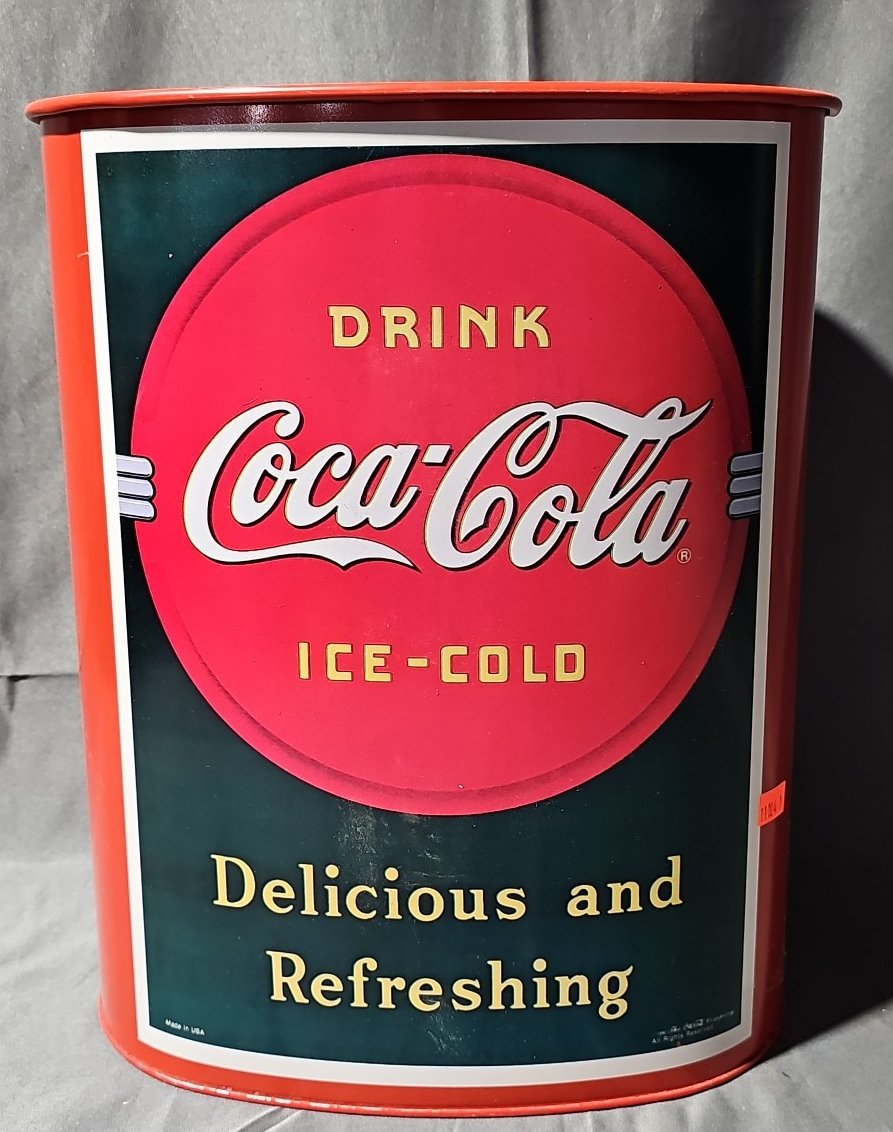 DRINK
Coca-Cola
®
ICE-COLD
Delicious and
Refreshing
Made in USA
All Rights Reserved